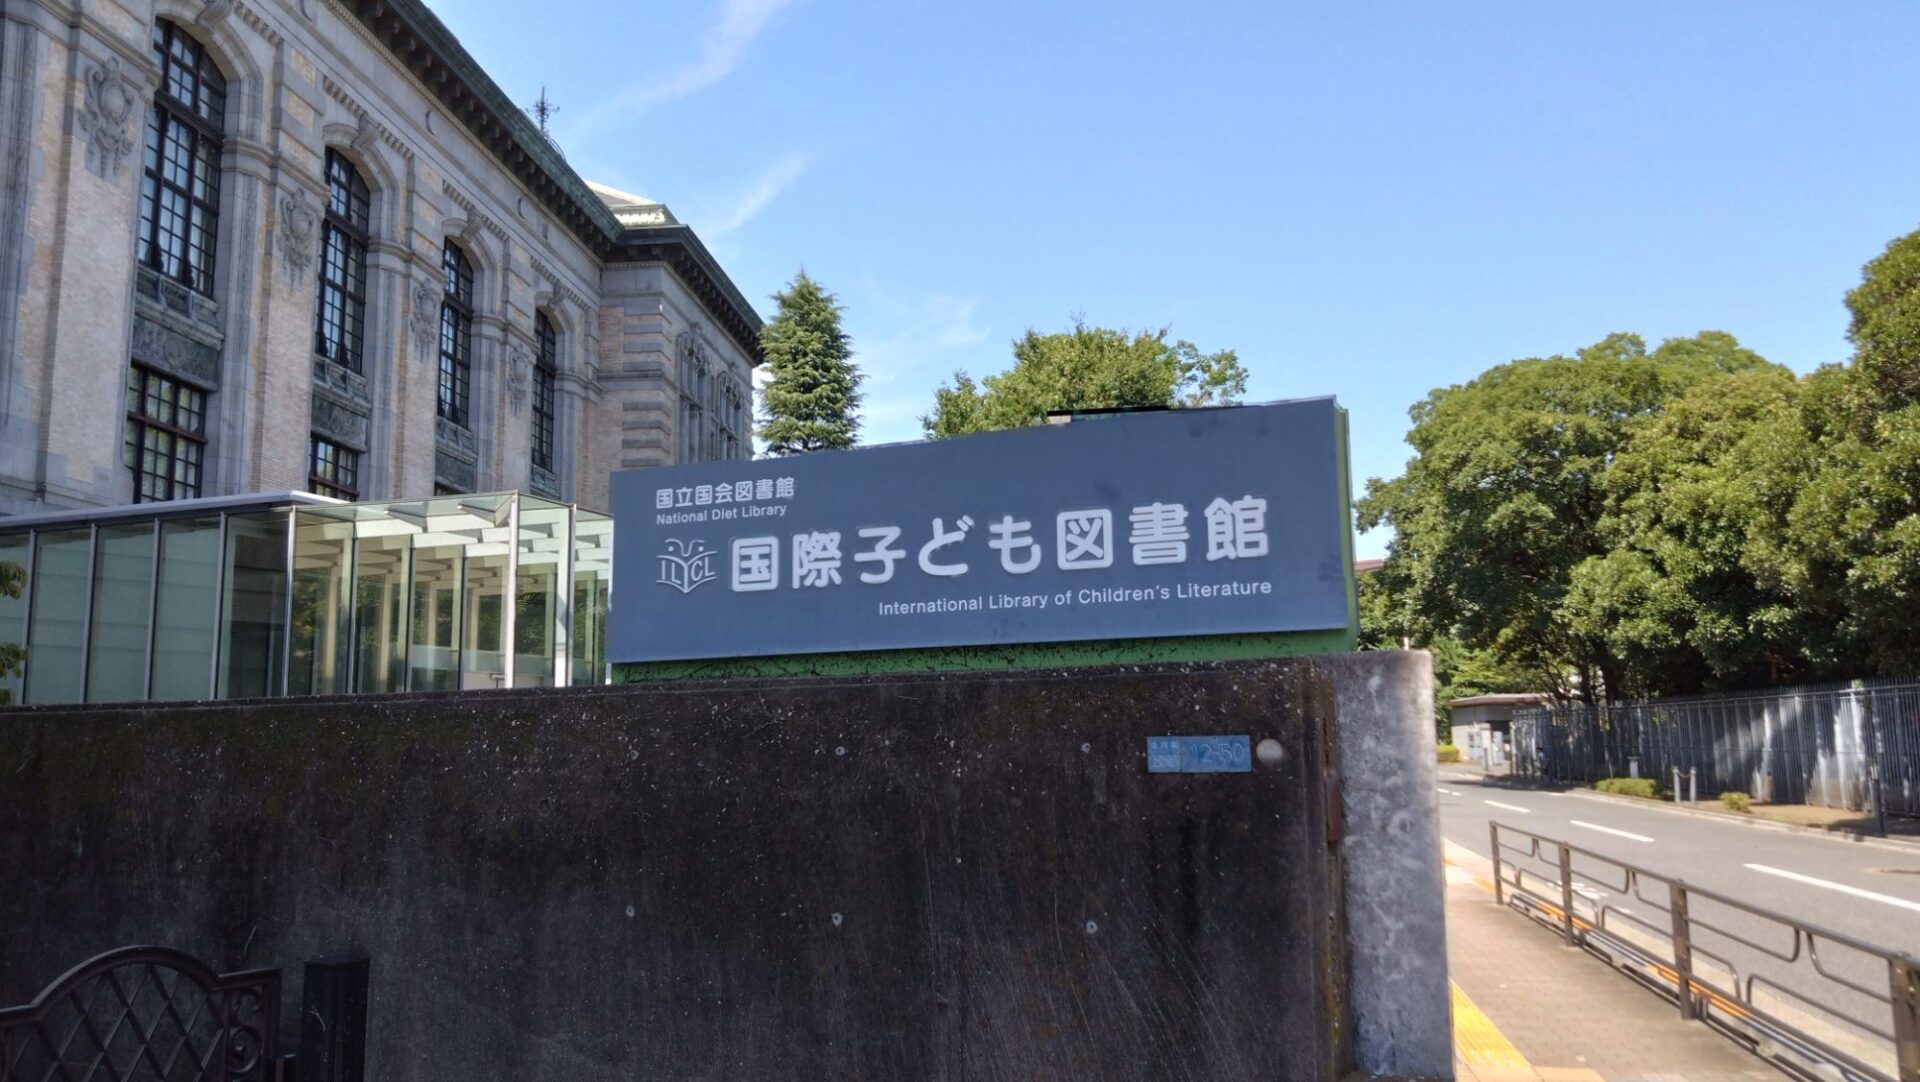 国立国会図書館
National Diet Library
ILCL
国際子ども図書館
International Library of Children's Literature
12-50